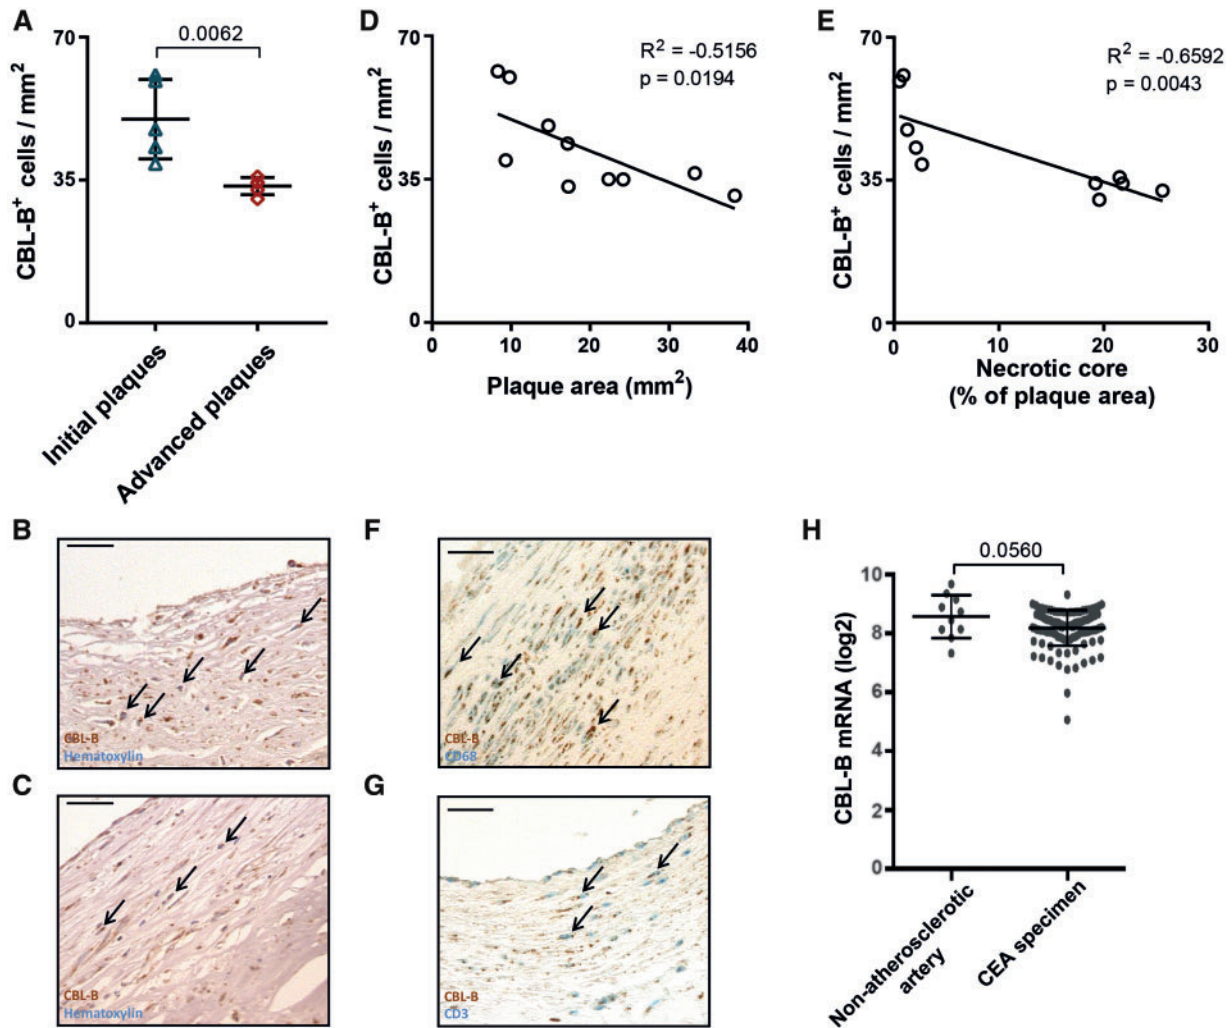 A
70
35
0
CBL-B+ cells / mm2
0.0062
Initial plaques
Advanced plaques
D
70
35
0
CBL-B+ cells / mm2
R2 = -0.5156
p = 0.0194
0 10 20 30 40
Plaque area (mm2)
E
70
35
0
CBL-B+ cells / mm2
R2 = -0.6592
p = 0.0043
0 10 20 30
Necrotic core
(% of plaque area)
B
CBL-B
Hematoxylin
C
CBL-B
Hematoxylin
F
CBL-B
CD68
G
CBL-B
CD3
H
0.0560
10
8
6
4
2
0
CBL-B mRNA (log2)
Non-atherosclerotic
artery
CEA specimen